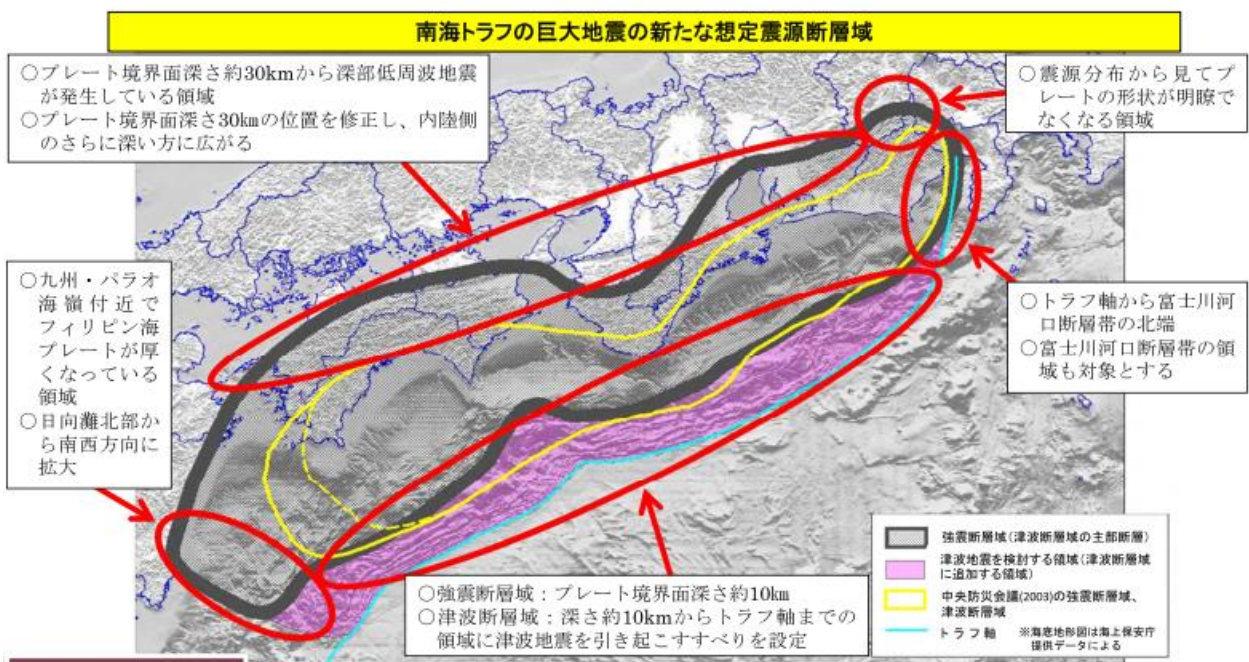 南海トラフの巨大地震の新たな想定震源断層域
○プレート境界面深さ約30kmから深部低周波地震
が発生している領域
○プレート境界面深さ30kmの位置を修正し、内陸側
のさらに深い方に広がる
○震源分布から見てプ
レートの形状が明瞭で
なくなる領域
○九州・パラオ
海嶺付近で
フィリピン海
プレートが厚
くなっている
領域
○日向灘北部か
ら南西方向に
拡大
○トラフ軸から富士川河
口断層帯の北端
○富士川河口断層帯の領
域も対象とする
○強震断層域：プレート境界面深さ約10km
○津波断層域：深さ約10kmからトラフ軸までの
領域に津波地震を引き起こすすべりを設定
強震断層域(津波断層域の主部断層)
津波地震を検討する領域(津波断層域
に追加する領域)
中央防災会議(2003)の強震断層域、
津波断層域
トラフ軸 ※海底地形図は海上保安庁
提供データによる